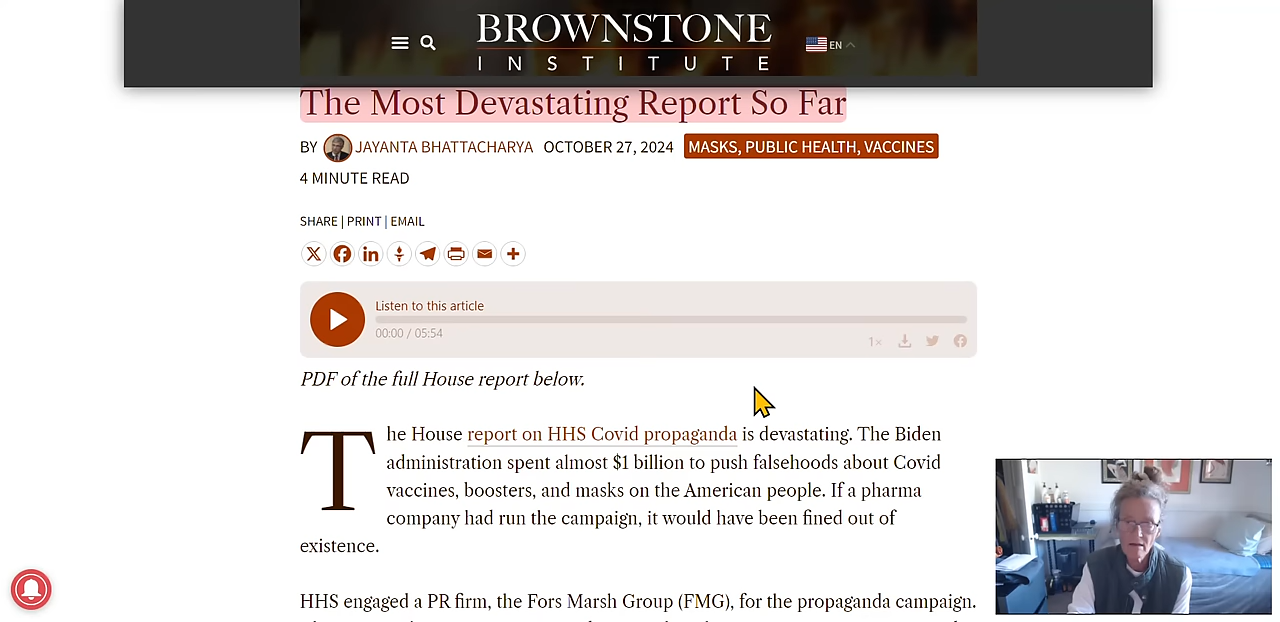 BROWNSTONE
INSTITUTE
EN
The Most Devastating Report So Far
BY JAYANTA BHATTACHARYA OCTOBER 27, 2024 MASKS, PUBLIC HEALTH, VACCINES
4 MINUTE READ
SHARE | PRINT | EMAIL
Listen to this article
00:00 / 05:54
1×
PDF of the full House report below.
The House report on HHS Covid propaganda is devastating. The Biden
administration spent almost $1 billion to push falsehoods about Covid
vaccines, boosters, and masks on the American people. If a pharma
company had run the campaign, it would have been fined out of
existence.
HHS engaged a PR firm, the Fors Marsh Group (FMG), for the propaganda campaign.